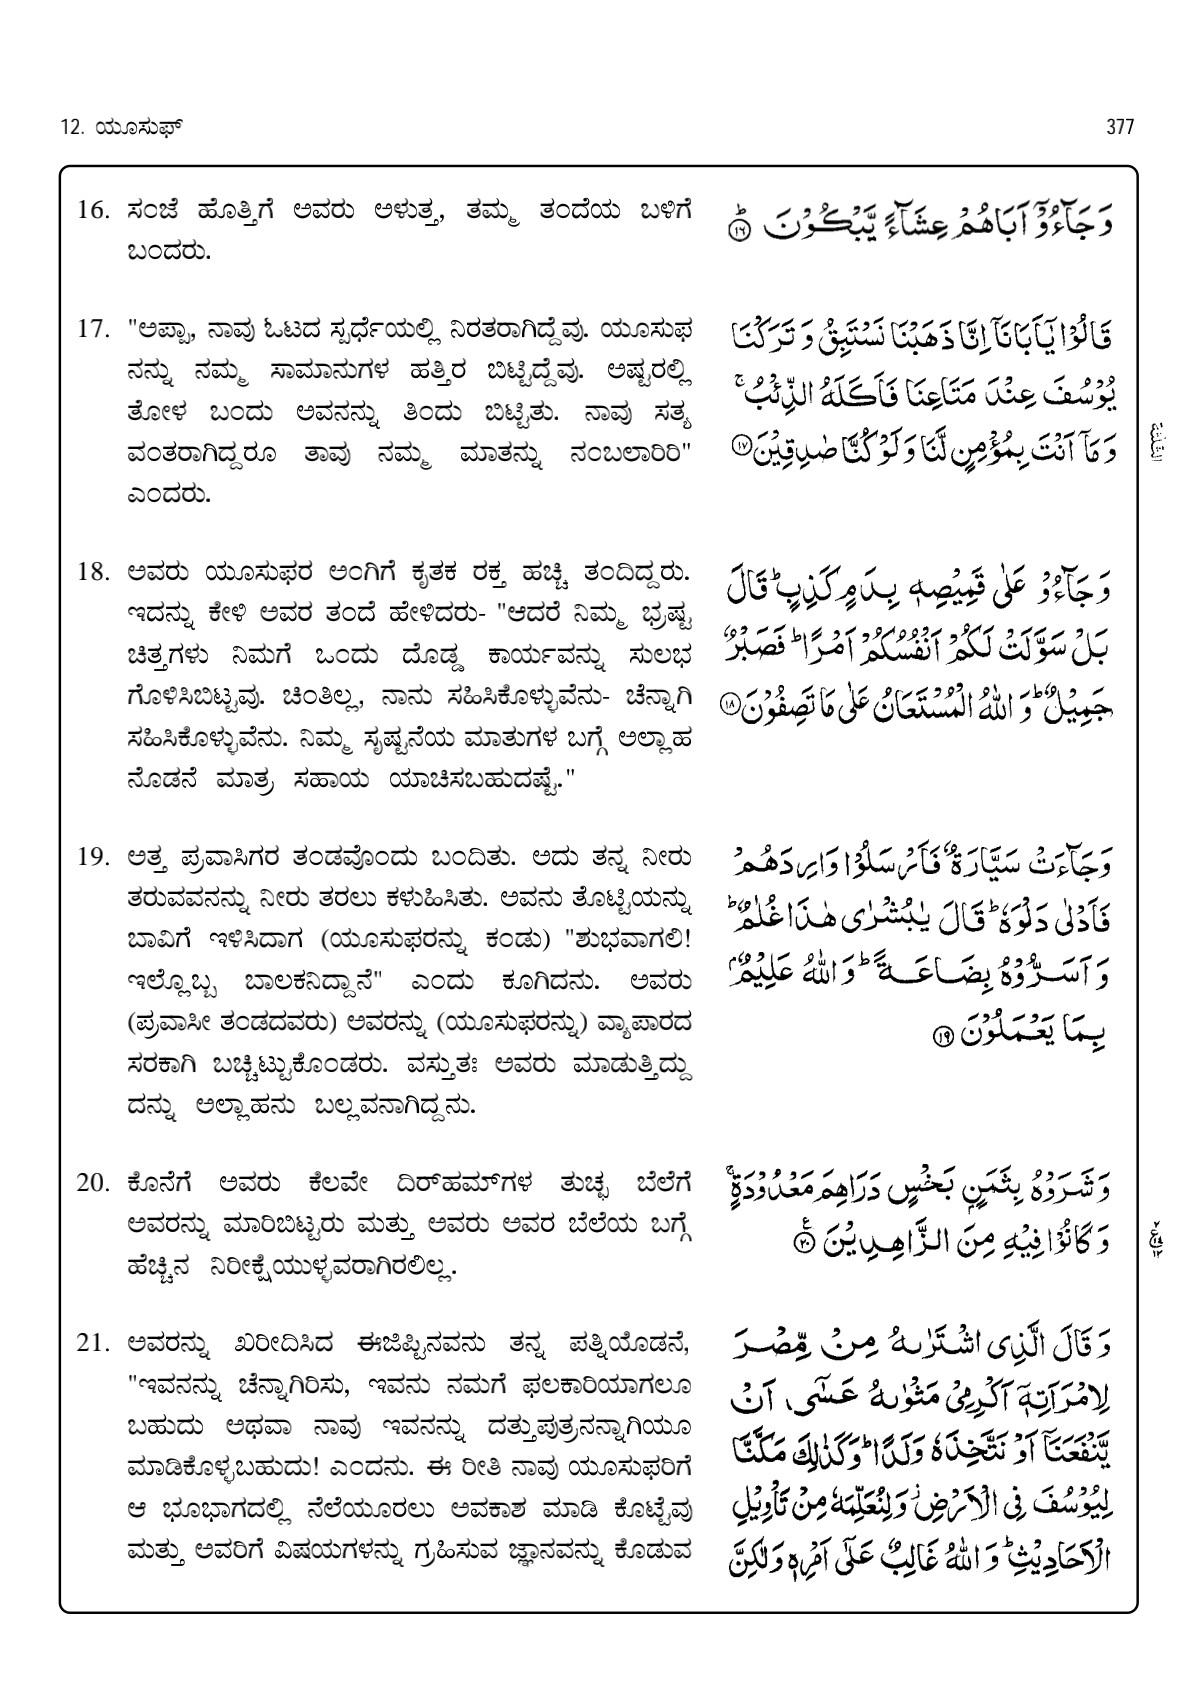 12. ಯೂಸುಫ್
377
16. ಸಂಜೆ ಹೊತ್ತಿಗೆ ಅವರು ಅಳುತ್ತ, ತಮ್ಮ ತಂದೆಯ ಬಳಿಗೆ
ಬಂದರು.
وَجَآءُوْٓ اَبَاهُمْ عِشَآءً يَّبْكُوْنَ ؕ ۝۱۶
17. "ಅಪ್ಪಾ, ನಾವು ಓಟದ ಸ್ಪರ್ಧೆಯಲ್ಲಿ ನಿರತರಾಗಿದ್ದೆವು. ಯೂಸುಫ
ನನ್ನು ನಮ್ಮ ಸಾಮಾನುಗಳ ಹತ್ತಿರ ಬಿಟ್ಟಿದ್ದೆವು. ಅಷ್ಟರಲ್ಲಿ
ತೋಳ ಬಂದು ಅವನನ್ನು ತಿಂದು ಬಿಟ್ಟಿತು. ನಾವು ಸತ್ಯ
ವಂತರಾಗಿದ್ದರೂ ತಾವು ನಮ್ಮ ಮಾತನ್ನು ನಂಬಲಾರಿರಿ"
ಎಂದರು.
قَالُوْا يٰۤاَبَانَاۤ اِنَّا ذَهَبْنَا نَسْتَبِقُ وَ تَرَكْنَا
يُوْسُفَ عِنْدَ مَتَاعِنَا فَاَكَلَهُ الذِّئْبُ ۚ
وَ مَاۤ اَنْتَ بِمُؤْمِنٍ لَّنَا وَ لَوْ كُنَّا صٰدِقِيْنَ ۝۱۷
18. ಅವರು ಯೂಸುಫರ ಅಂಗಿಗೆ ಕೃತಕ ರಕ್ತ ಹಚ್ಚಿ ತಂದಿದ್ದರು.
ಇದನ್ನು ಕೇಳಿ ಅವರ ತಂದೆ ಹೇಳಿದರು- "ಆದರೆ ನಿಮ್ಮ ಭ್ರಷ್ಟ
ಚಿತ್ತಗಳು ನಿಮಗೆ ಒಂದು ದೊಡ್ಡ ಕಾರ್ಯವನ್ನು ಸುಲಭ
ಗೊಳಿಸಿಬಿಟ್ಟವು. ಚಿಂತಿಲ್ಲ, ನಾನು ಸಹಿಸಿಕೊಳ್ಳುವೆನು- ಚೆನ್ನಾಗಿ
ಸಹಿಸಿಕೊಳ್ಳುವೆನು. ನಿಮ್ಮ ಸೃಷ್ಟನೆಯ ಮಾತುಗಳ ಬಗ್ಗೆ ಅಲ್ಲಾಹ
ನೊಡನೆ ಮಾತ್ರ ಸಹಾಯ ಯಾಚಿಸಬಹುದಷ್ಟೆ."
وَ جَآءُوْ عَلٰى قَمِيْصِهٖ بِدَمٍ كَذِبٍ ؕ قَالَ
بَلْ سَوَّلَتْ لَكُمْ اَنْفُسُكُمْ اَمْرًا ؕ فَصَبْرٌ
جَمِيْلٌ ؕ وَ اللّٰهُ الْمُسْتَعَانُ عَلٰى مَا تَصِفُوْنَ ۝۱۸
19. ಅತ್ತ ಪ್ರವಾಸಿಗರ ತಂಡವೊಂದು ಬಂದಿತು. ಅದು ತನ್ನ ನೀರು
ತರುವವನನ್ನು ನೀರು ತರಲು ಕಳುಹಿಸಿತು. ಅವನು ತೊಟ್ಟಿಯನ್ನು
ಬಾವಿಗೆ ಇಳಿಸಿದಾಗ (ಯೂಸುಫರನ್ನು ಕಂಡು) "ಶುಭವಾಗಲಿ!
ಇಲ್ಲೊಬ್ಬ ಬಾಲಕನಿದ್ದಾನೆ" ಎಂದು ಕೂಗಿದನು. ಅವರು
(ಪ್ರವಾಸೀ ತಂಡದವರು) ಅವರನ್ನು (ಯೂಸುಫರನ್ನು) ವ್ಯಾಪಾರದ
ಸರಕಾಗಿ ಬಚ್ಚಿಟ್ಟುಕೊಂಡರು. ವಸ್ತುತಃ ಅವರು ಮಾಡುತ್ತಿದ್ದು
ದನ್ನು ಅಲ್ಲಾಹನು ಬಲ್ಲವನಾಗಿದ್ದನು.
وَ جَآءَتْ سَيَّارَةٌ فَاَرْسَلُوْا وَارِدَهُمْ
فَاَدْلٰى دَلْوَهٗ ؕ قَالَ يٰبُشْرٰى هٰذَا غُلٰمٌ ؕ
وَ اَسَرُّوْهُ بِضَاعَةً ؕ وَ اللّٰهُ عَلِيْمٌۢ
بِمَا يَعْمَلُوْنَ ۝۱۹
20. ಕೊನೆಗೆ ಅವರು ಕೆಲವೇ ದಿರ್‌ಹಮ್‌ಗಳ ತುಚ್ಛ ಬೆಲೆಗೆ
ಅವರನ್ನು ಮಾರಿಬಿಟ್ಟರು ಮತ್ತು ಅವರು ಅವರ ಬೆಲೆಯ ಬಗ್ಗೆ
ಹೆಚ್ಚಿನ ನಿರೀಕ್ಷೆಯುಳ್ಳವರಾಗಿರಲಿಲ್ಲ.
وَ شَرَوْهُ بِثَمَنٍۭ بَخْسٍ دَرَاهِمَ مَعْدُوْدَةٍ ۚ
وَ كَانُوْا فِيْهِ مِنَ الزَّاهِدِيْنَ ۝۲۰
21. ಅವರನ್ನು ಖರೀದಿಸಿದ ಈಜಿಪ್ಟಿನವನು ತನ್ನ ಪತ್ನಿಯೊಡನೆ,
"ಇವನನ್ನು ಚೆನ್ನಾಗಿರಿಸು, ಇವನು ನಮಗೆ ಫಲಕಾರಿಯಾಗಲೂ
ಬಹುದು ಅಥವಾ ನಾವು ಇವನನ್ನು ದತ್ತುಪುತ್ರನನ್ನಾಗಿಯೂ
ಮಾಡಿಕೊಳ್ಳಬಹುದು! ಎಂದನು. ಈ ರೀತಿ ನಾವು ಯೂಸುಫರಿಗೆ
ಆ ಭೂಭಾಗದಲ್ಲಿ ನೆಲೆಯೂರಲು ಅವಕಾಶ ಮಾಡಿ ಕೊಟ್ಟೆವು
ಮತ್ತು ಅವರಿಗೆ ವಿಷಯಗಳನ್ನು ಗ್ರಹಿಸುವ ಜ್ಞಾನವನ್ನು ಕೊಡುವ
وَ قَالَ الَّذِى اشْتَرٰىهُ مِنْ مِّصْرَ
لِامْرَاَتِهٖۤ اَكْرِمِىْ مَثْوٰىهُ عَسٰٓى اَنْ
يَّنْفَعَنَاۤ اَوْ نَتَّخِذَهٗ وَلَدًا ؕ وَ كَذٰلِكَ مَكَّنَّا
لِيُوْسُفَ فِى الْاَرْضِ ۫ وَ لِنُعَلِّمَهٗ مِنْ تَاْوِيْلِ
الْاَحَادِيْثِ ؕ وَ اللّٰهُ غَالِبٌ عَلٰٓى اَمْرِهٖ وَ لٰكِنَّ